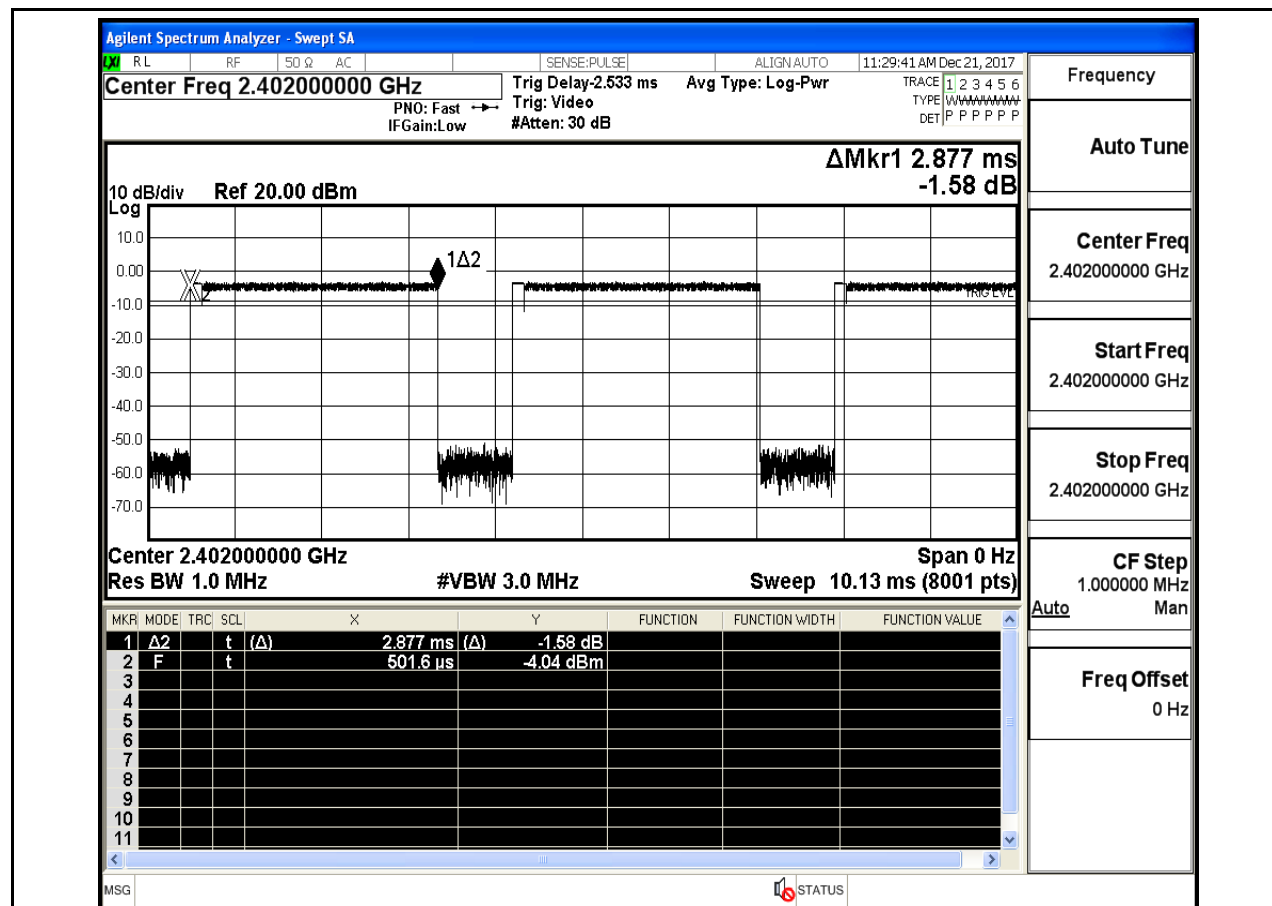 Agilent Spectrum Analyzer - Swept SA
LXI RL RF 50 Ω AC SENSE:PULSE ALIGN AUTO 11:29:41 AM Dec 21, 2017
Center Freq 2.402000000 GHz
PNO: Fast
IFGain:Low
Trig Delay-2.533 ms
Trig: Video
#Atten: 30 dB
Avg Type: Log-Pwr
TRACE 1 2 3 4 5 6
TYPE WWWWWW
DET P P P P P P
ΔMkr1 2.877 ms
-1.58 dB
10 dB/div Ref 20.00 dBm
Log
10.0
0.00
-10.0
-20.0
-30.0
-40.0
-50.0
-60.0
-70.0
1Δ2
2
TRIG LVL
Center 2.402000000 GHz Span 0 Hz
Res BW 1.0 MHz #VBW 3.0 MHz Sweep 10.13 ms (8001 pts)
MKR MODE TRC SCL X Y FUNCTION FUNCTION WIDTH FUNCTION VALUE
1 Δ2 t (Δ) 2.877 ms (Δ) -1.58 dB
2 F t 501.6 µs -4.04 dBm
3
4
5
6
7
8
9
10
11
MSG STATUS
Frequency
Auto Tune
Center Freq
2.402000000 GHz
Start Freq
2.402000000 GHz
Stop Freq
2.402000000 GHz
CF Step
1.000000 MHz
Auto Man
Freq Offset
0 Hz